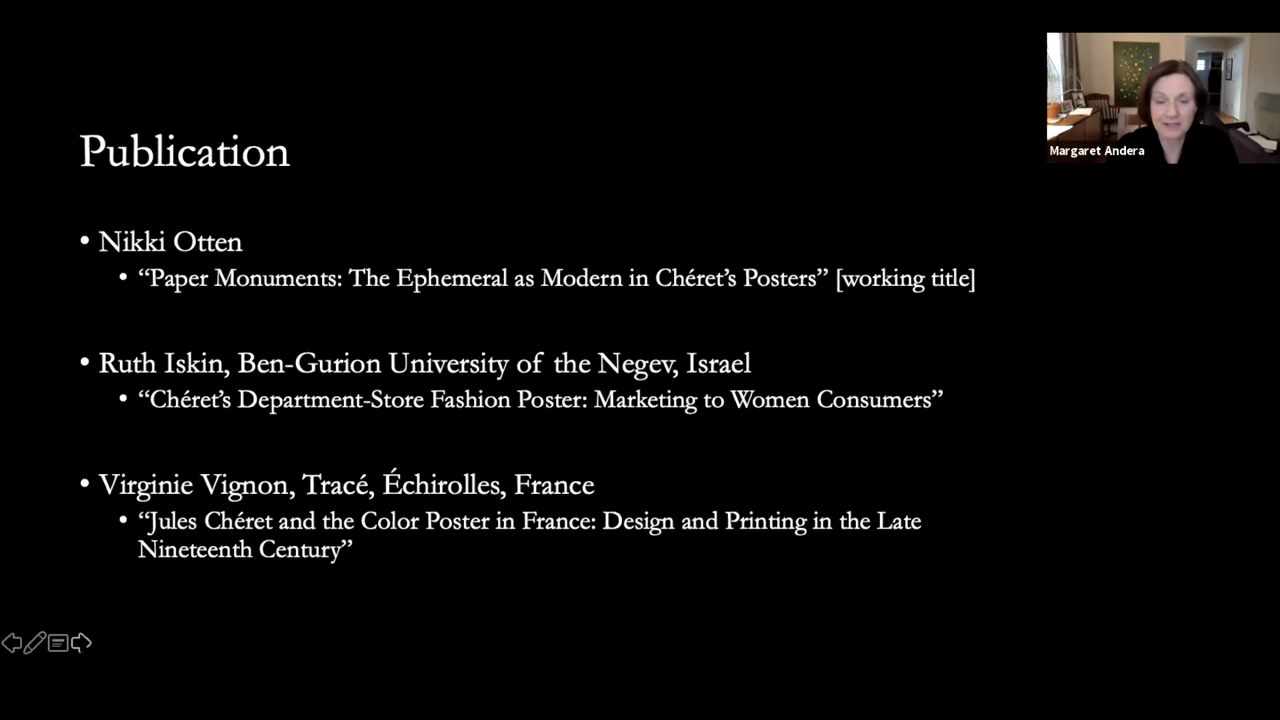 Margaret Andera
Publication
• Nikki Otten
• “Paper Monuments: The Ephemeral as Modern in Chéret’s Posters” [working title]
• Ruth Iskin, Ben-Gurion University of the Negev, Israel
• “Chéret’s Department-Store Fashion Poster: Marketing to Women Consumers”
• Virginie Vignon, Tracé, Échirolles, France
• “Jules Chéret and the Color Poster in France: Design and Printing in the Late
Nineteenth Century”